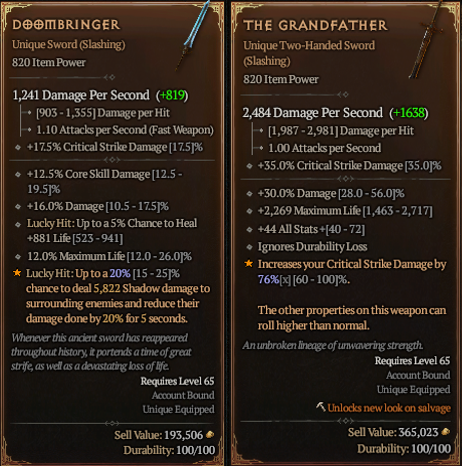 DOOMBRINGER
Unique Sword (Slashing)
820 Item Power
1,241 Damage Per Second (+819)
[903 - 1,355] Damage per Hit
1.10 Attacks per Second (Fast Weapon)
+17.5% Critical Strike Damage [17.5]%
+12.5% Core Skill Damage [12.5 -
19.5]%
+16.0% Damage [10.5 - 17.5]%
Lucky Hit: Up to a 5% Chance to Heal
+881 Life [523 - 941]
12.0% Maximum Life [12.0 - 26.0]%
Lucky Hit: Up to a 20% [15 - 25]%
chance to deal 5,822 Shadow damage to
surrounding enemies and reduce their
damage done by 20% for 5 seconds.
Whenever this ancient sword has reappeared
throughout history, it portends a time of great
strife, as well as a devastating loss of life.
Requires Level 65
Account Bound
Unique Equipped
Sell Value: 193,506
Durability: 100/100
THE GRANDFATHER
Unique Two-Handed Sword
(Slashing)
820 Item Power
2,484 Damage Per Second (+1638)
[1,987 - 2,981] Damage per Hit
1.00 Attacks per Second
+35.0% Critical Strike Damage [35.0]%
+30.0% Damage [28.0 - 56.0]%
+2,269 Maximum Life [1,463 - 2,717]
+44 All Stats +[40 - 72]
Ignores Durability Loss
Increases your Critical Strike Damage by
76%[x] [60 - 100]%.
The other properties on this weapon can
roll higher than normal.
An unbroken lineage of unwavering strength.
Requires Level 65
Account Bound
Unique Equipped
Unlocks new look on salvage
Sell Value: 365,023
Durability: 100/100